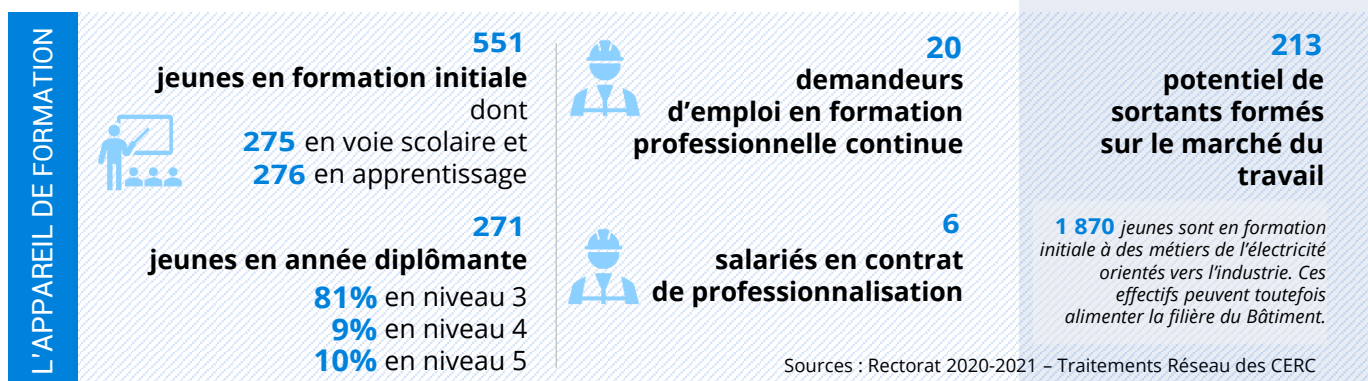 L'APPAREIL DE FORMATION
551
jeunes en formation initiale
dont
275 en voie scolaire et
276 en apprentissage
271
jeunes en année diplômante
81% en niveau 3
9% en niveau 4
10% en niveau 5
20
demandeurs
d’emploi en formation
professionnelle continue
6
salariés en contrat
de professionnalisation
213
potentiel de
sortants formés
sur le marché du
travail
1 870 jeunes sont en formation
initiale à des métiers de l’électricité
orientés vers l’industrie. Ces
effectifs peuvent toutefois
alimenter la filière du Bâtiment.
Sources : Rectorat 2020-2021 – Traitements Réseau des CERC